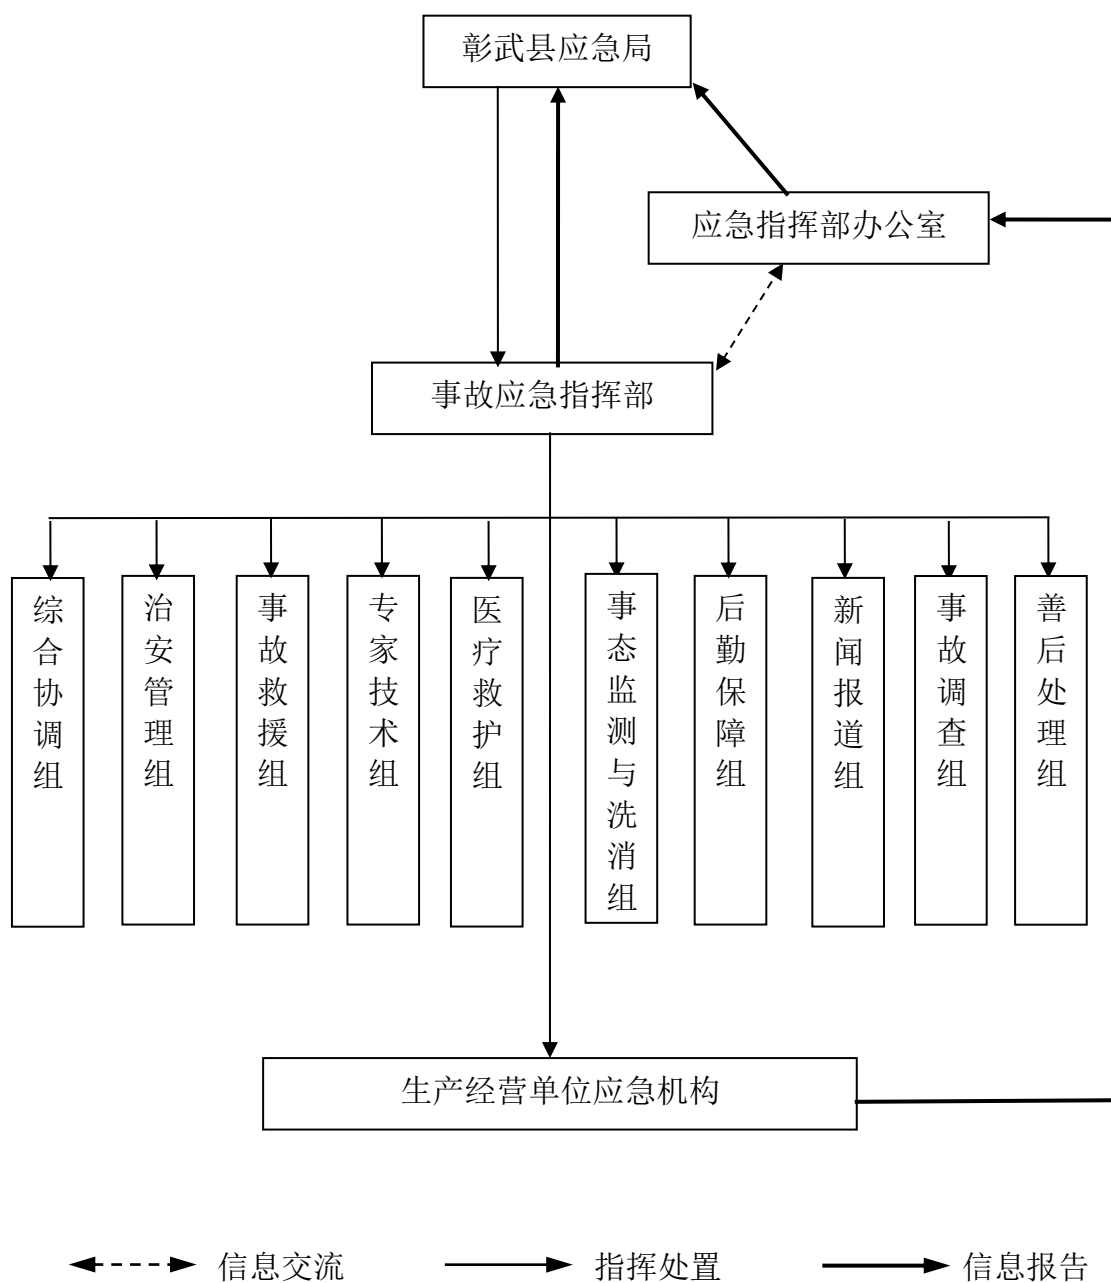 彰武县应急局
应急指挥部办公室
事故应急指挥部
综合协调组
治安管理组
事故救援组
专家技术组
医疗救护组
事态监测与洗消组
后勤保障组
新闻报道组
事故调查组
善后处理组
生产经营单位应急机构
信息交流
指挥处置
信息报告